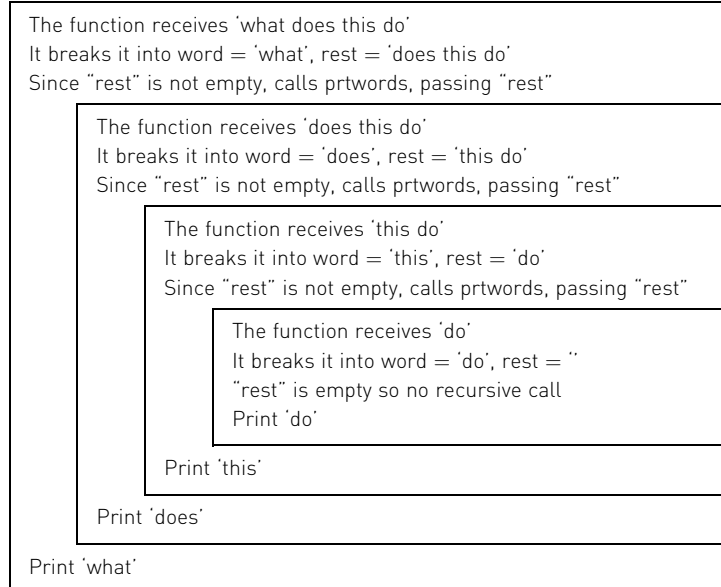 The function receives ‘what does this do’
It breaks it into word = ‘what’, rest = ‘does this do’
Since “rest” is not empty, calls prtwords, passing “rest”
The function receives ‘does this do’
It breaks it into word = ‘does’, rest = ‘this do’
Since “rest” is not empty, calls prtwords, passing “rest”
The function receives ‘this do’
It breaks it into word = ‘this’, rest = ‘do’
Since “rest” is not empty, calls prtwords, passing “rest”
The function receives ‘do’
It breaks it into word = ‘do’, rest = ‘’
“rest” is empty so no recursive call
Print ‘do’
Print ‘this’
Print ‘does’
Print ‘what’